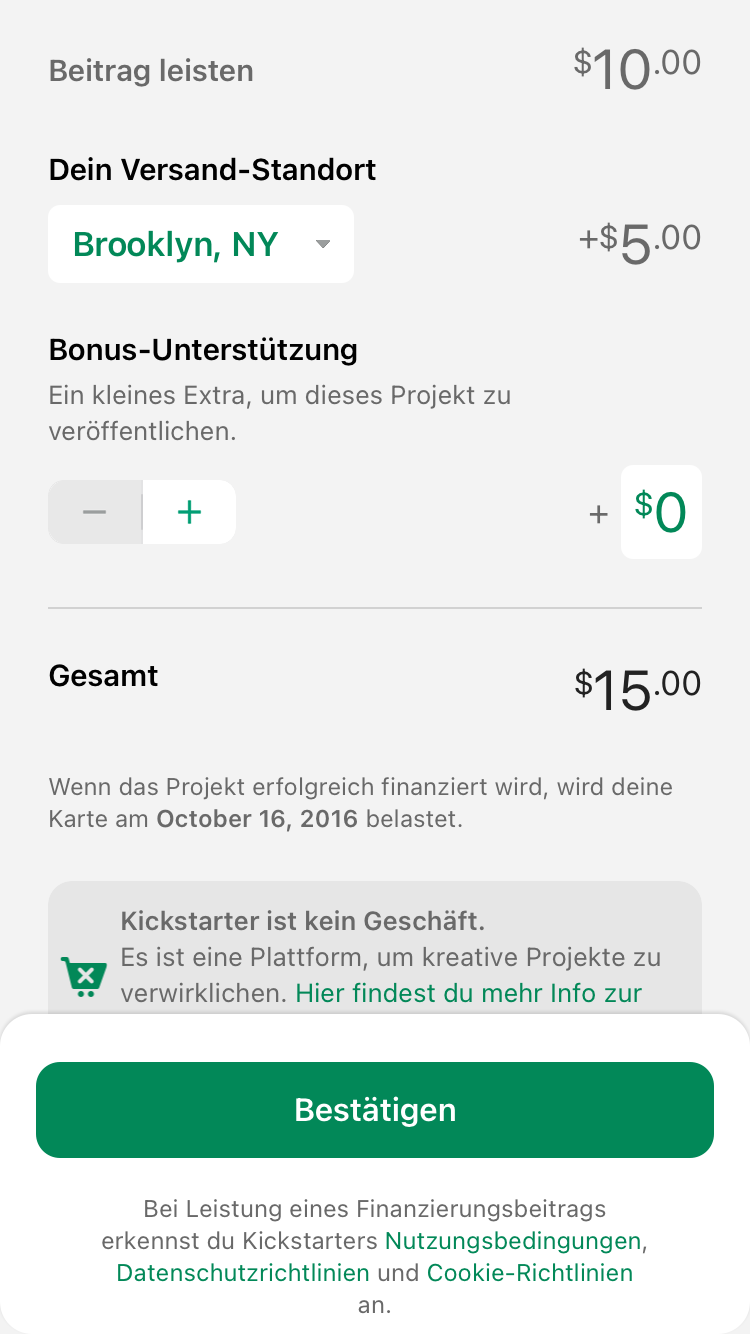 Beitrag leisten $10.00
Dein Versand-Standort
Brooklyn, NY +$5.00
Bonus-Unterstützung
Ein kleines Extra, um dieses Projekt zu
veröffentlichen.
− + + $0
Gesamt $15.00
Wenn das Projekt erfolgreich finanziert wird, wird deine
Karte am October 16, 2016 belastet.
Kickstarter ist kein Geschäft.
Es ist eine Plattform, um kreative Projekte zu
verwirklichen. Hier findest du mehr Info zur
Bestätigen
Bei Leistung eines Finanzierungsbeitrags
erkennst du Kickstarters Nutzungsbedingungen,
Datenschutzrichtlinien und Cookie-Richtlinien
an.